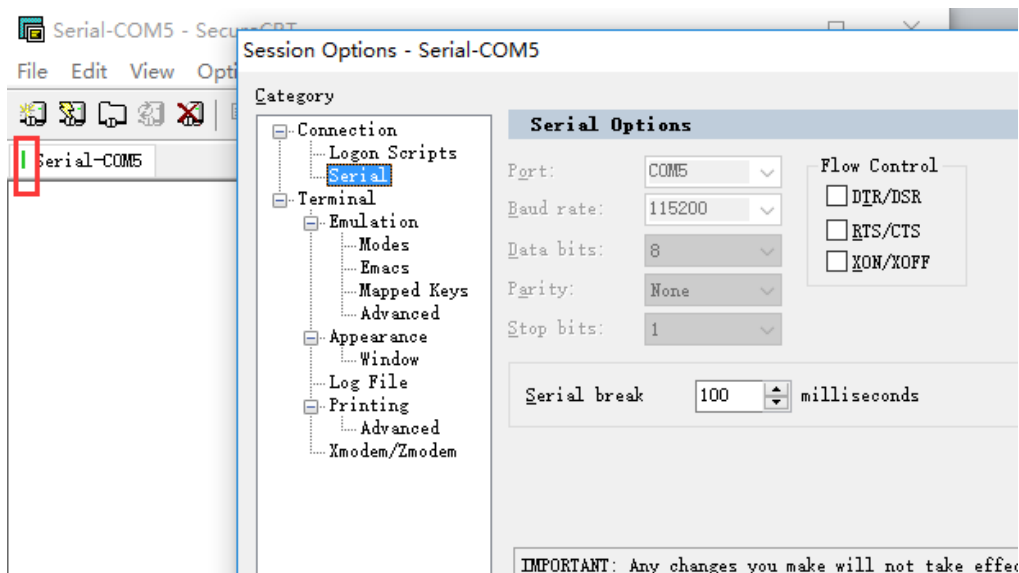 Serial-COM5 - SecureCRT
File Edit View Opti
Serial-COM5
Session Options - Serial-COM5
Category
Connection
Logon Scripts
Serial
Terminal
Emulation
Modes
Emacs
Mapped Keys
Advanced
Appearance
Window
Log File
Printing
Advanced
Xmodem/Zmodem
Serial Options
Port: COM5
Baud rate: 115200
Data bits: 8
Parity: None
Stop bits: 1
Flow Control
DTR/DSR
RTS/CTS
XON/XOFF
Serial break 100 milliseconds
IMPORTANT: Any changes you make will not take effec